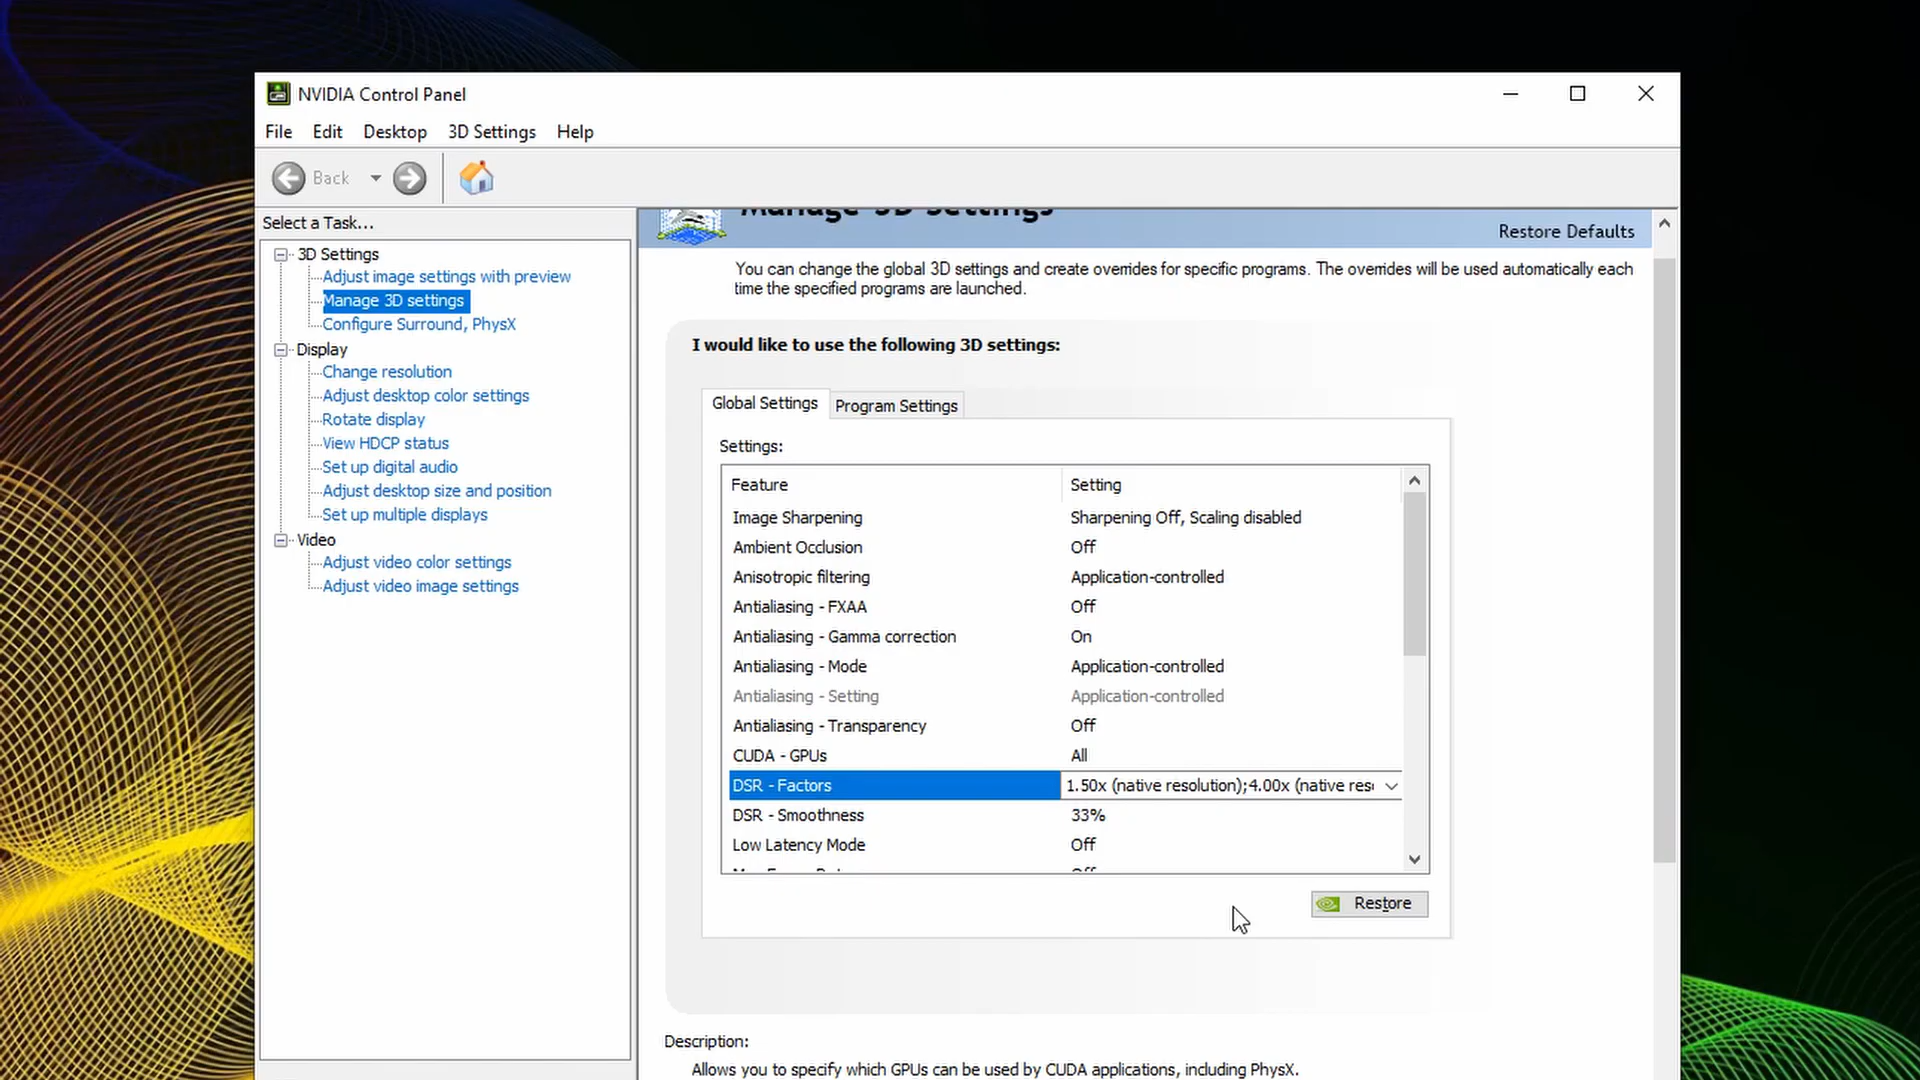 NVIDIA Control Panel
File Edit Desktop 3D Settings Help
Back
Select a Task...
3D Settings
Adjust image settings with preview
Manage 3D settings
Configure Surround, PhysX
Display
Change resolution
Adjust desktop color settings
Rotate display
View HDCP status
Set up digital audio
Adjust desktop size and position
Set up multiple displays
Video
Adjust video color settings
Adjust video image settings
Manage 3D Settings
Restore Defaults
You can change the global 3D settings and create overrides for specific programs. The overrides will be used automatically each
time the specified programs are launched.
I would like to use the following 3D settings:
Global Settings Program Settings
Settings:
Feature Setting
Image Sharpening Sharpening Off, Scaling disabled
Ambient Occlusion Off
Anisotropic filtering Application-controlled
Antialiasing - FXAA Off
Antialiasing - Gamma correction On
Antialiasing - Mode Application-controlled
Antialiasing - Setting Application-controlled
Antialiasing - Transparency Off
CUDA - GPUs All
DSR - Factors 1.50x (native resolution);4.00x (native res
DSR - Smoothness 33%
Low Latency Mode Off
Restore
Description:
Allows you to specify which GPUs can be used by CUDA applications, including PhysX.